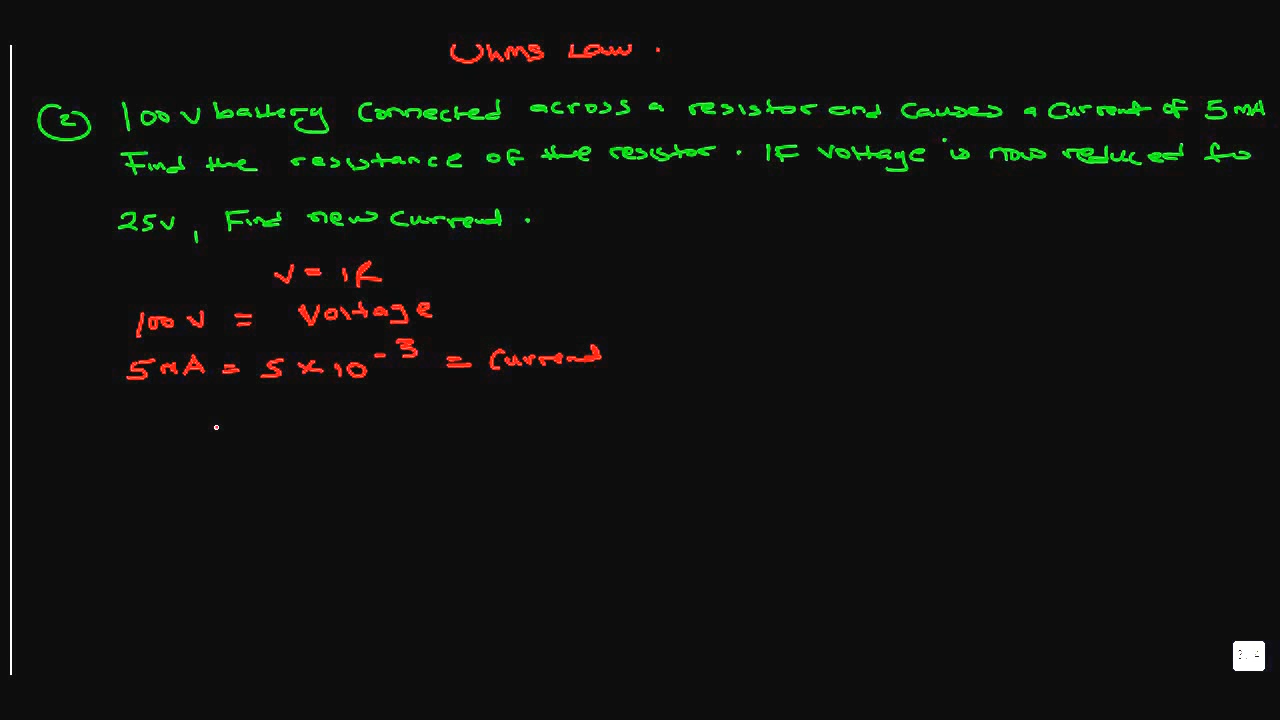 Ohms Law .
② 100V battery connected across a resistor and causes a current of 5mA
Find the resistance of the resistor . IF voltage is now reduced to
25V , Find new current .
V = IR
100 V = Voltage
5mA = 5 × 10⁻³ = Current